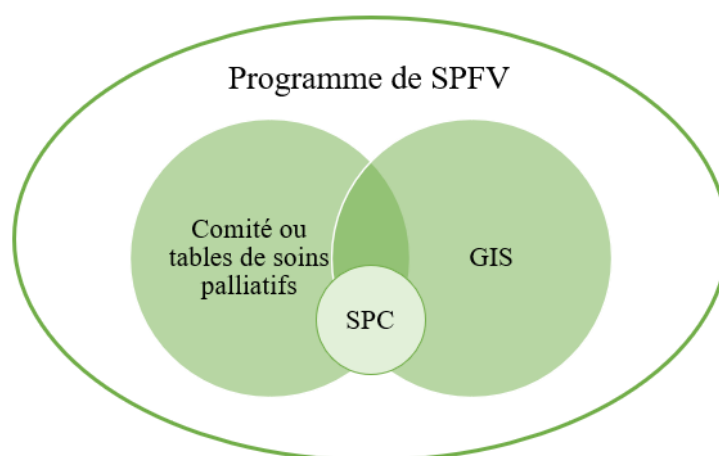 Programme de SPFV
Comité ou
tables de soins
palliatifs
GIS
SPC